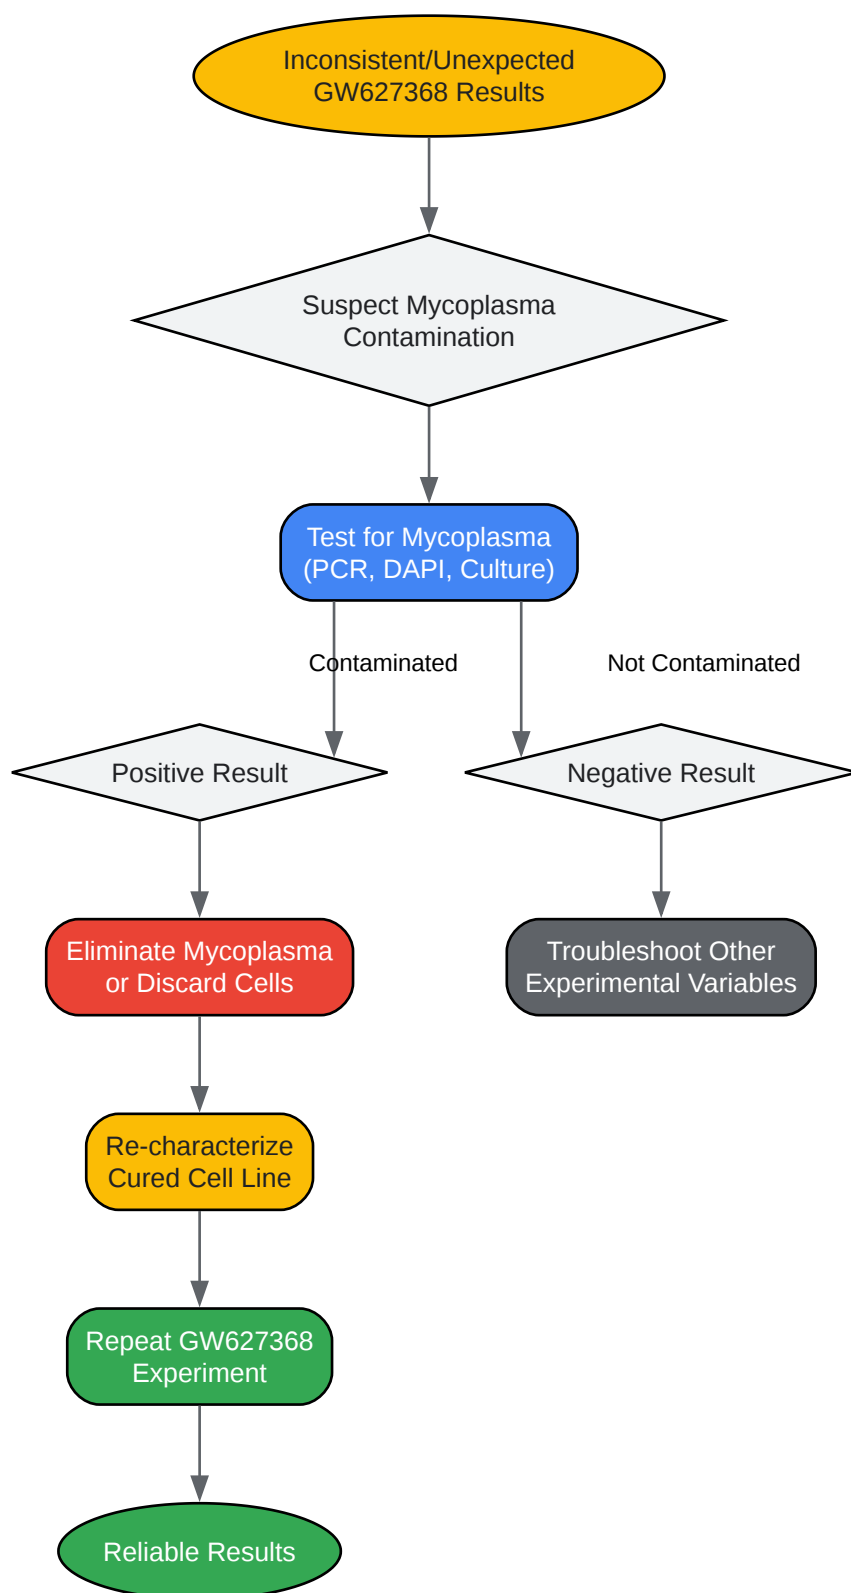 Inconsistent/Unexpected
GW627368 Results
Suspect Mycoplasma
Contamination
Test for Mycoplasma
(PCR, DAPI, Culture)
Contaminated
Not Contaminated
Positive Result
Negative Result
Eliminate Mycoplasma
or Discard Cells
Troubleshoot Other
Experimental Variables
Re-characterize
Cured Cell Line
Repeat GW627368
Experiment
Reliable Results